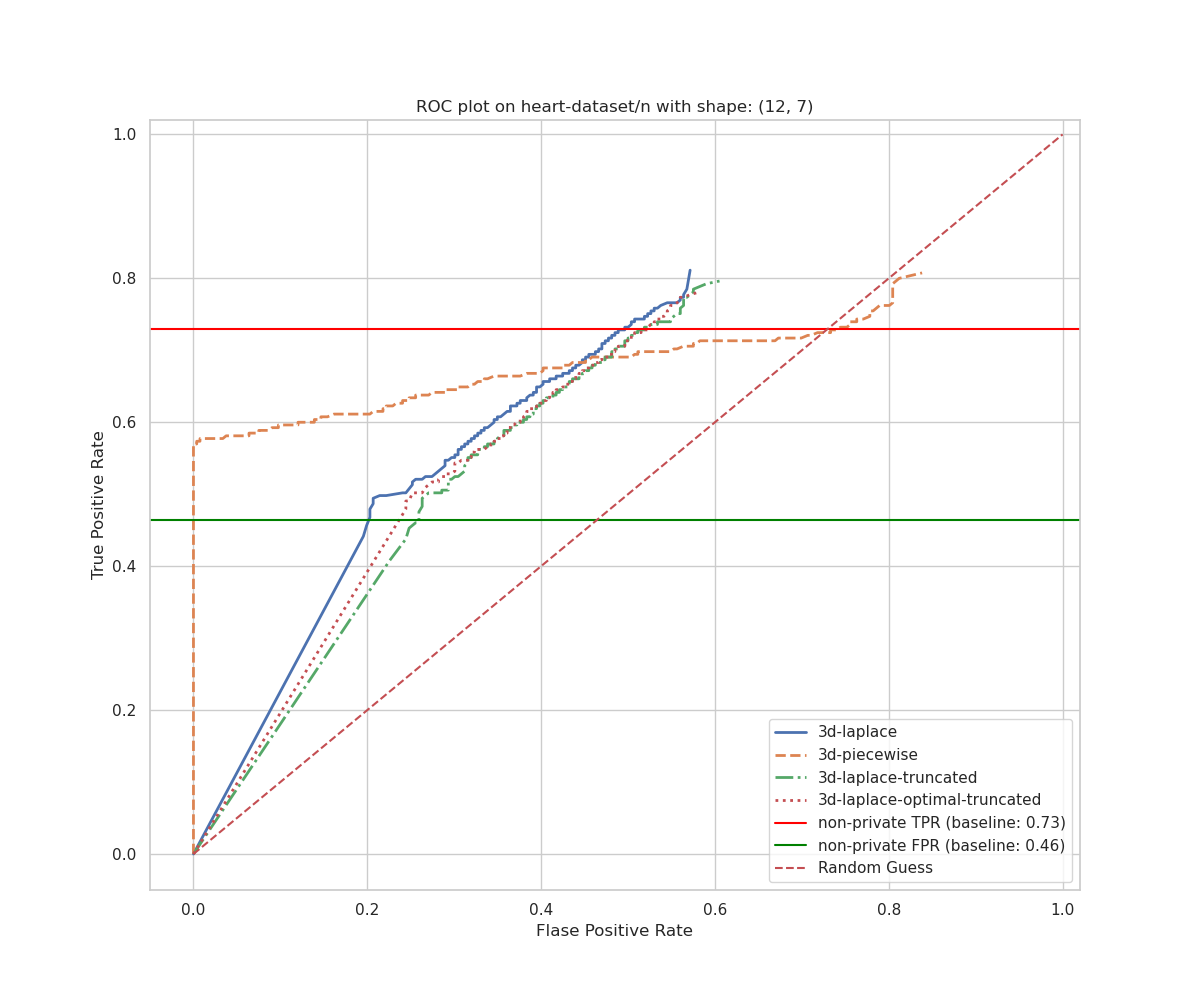 ROC plot on heart-dataset/n with shape: (12, 7)
True Positive Rate
1.0
0.8
0.6
0.4
0.2
0.0
0.0 0.2 0.4 0.6 0.8 1.0
Flase Positive Rate
3d-laplace
3d-piecewise
3d-laplace-truncated
3d-laplace-optimal-truncated
non-private TPR (baseline: 0.73)
non-private FPR (baseline: 0.46)
Random Guess